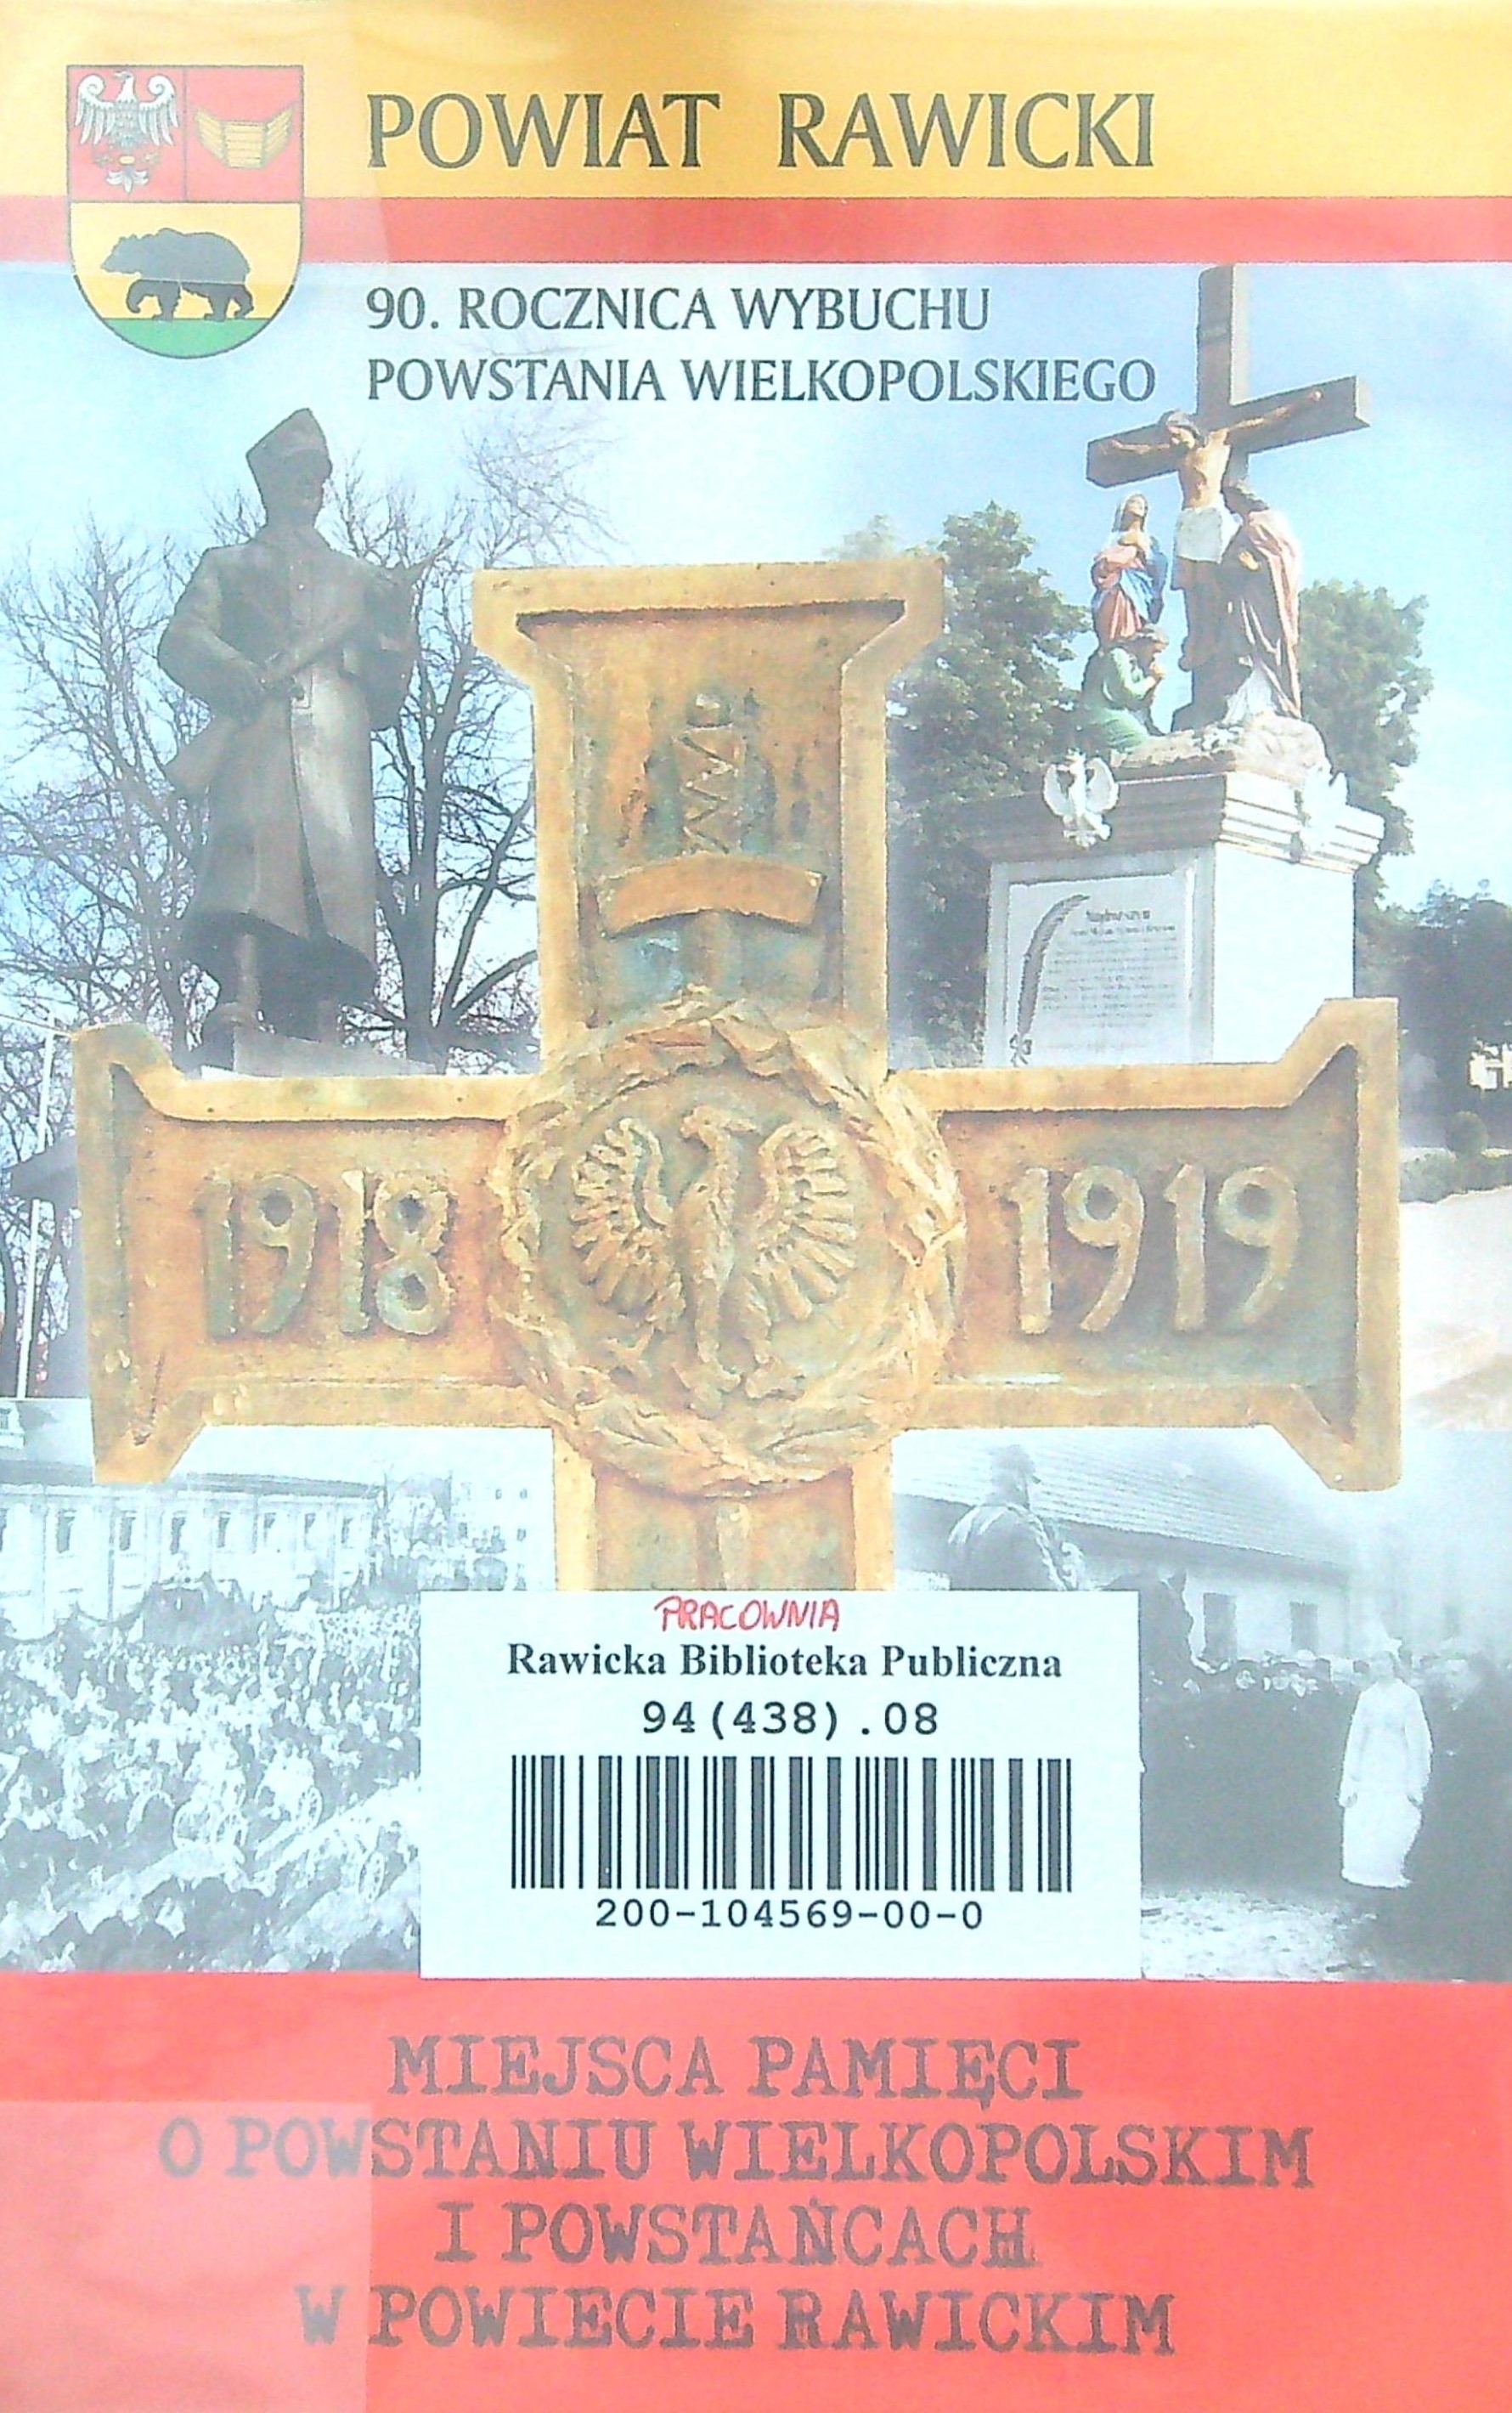 POWIAT RAWICKI
90. ROCZNICA WYBUCHU
POWSTANIA WIELKOPOLSKIEGO
1918
1919
PRACOWNIA
Rawicka Biblioteka Publiczna
94(438).08
200-104569-00-0
MIEJSCA PAMIĘCI
O POWSTANIU WIELKOPOLSKIM
I POWSTAŃCACH
W POWIECIE RAWICKIM